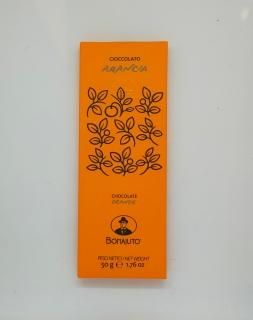 CIOCCOLATO
ARANCIA
CHOCOLATE
ORANGE
BONAJUTO
PESO NETTO / NET WEIGHT
50 g ℮ 1,76 oz